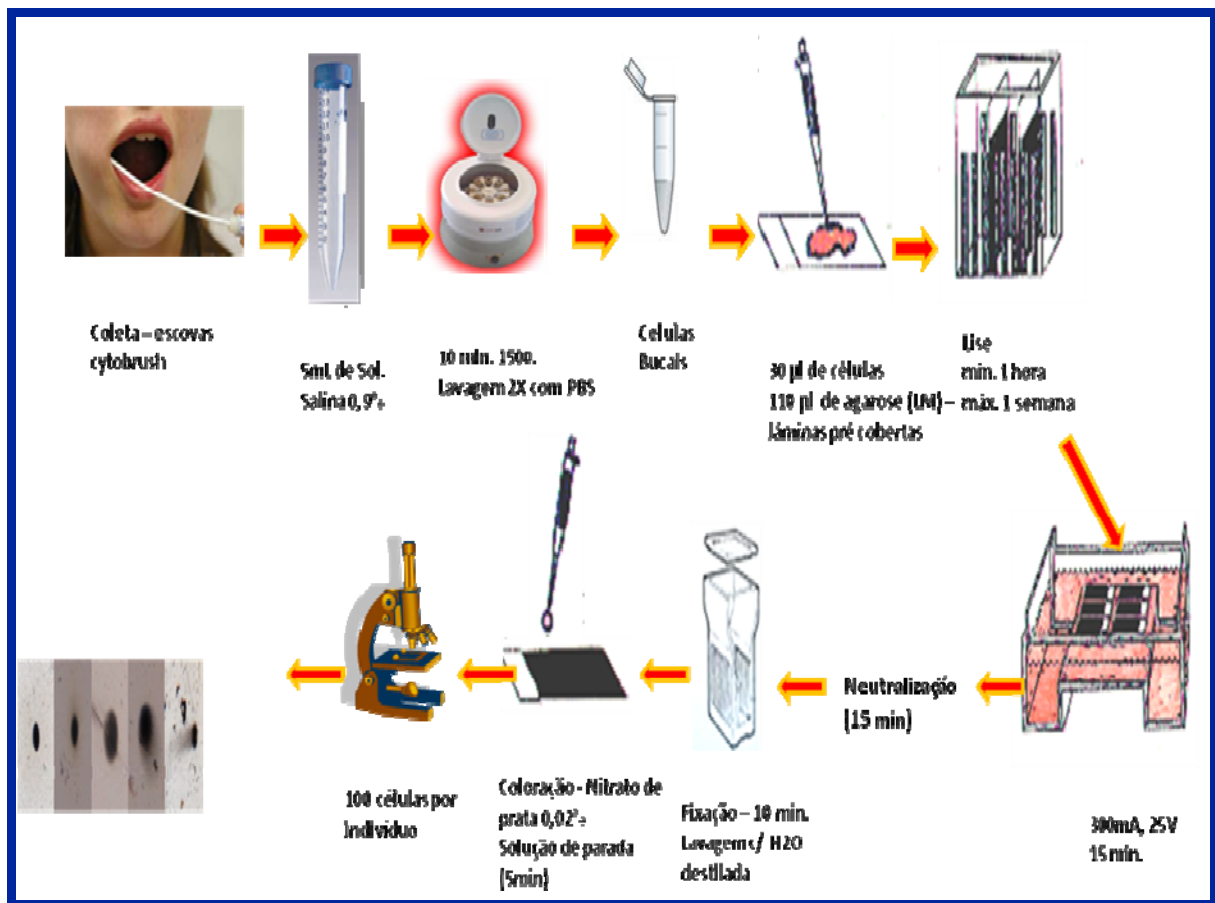 Coleta – escovas
cytobrush
5mL de Sol.
Salina 0,9%
10 min. 1500.
Lavagem 2X com PBS
Celulas
Bucais
30 µl de células
110 µl de agarose (LM) –
láminas pré cobertas
Lise
min. 1 hora
máx. 1 semana
300mA, 25V
15 min.
Neutralização
(15 min)
Fixação – 10 min.
Lavagem c/ H2O
destilada
Coloração - Nitrato de
prata 0,02%
Solução de parada
(5min)
100 células por
Individuo